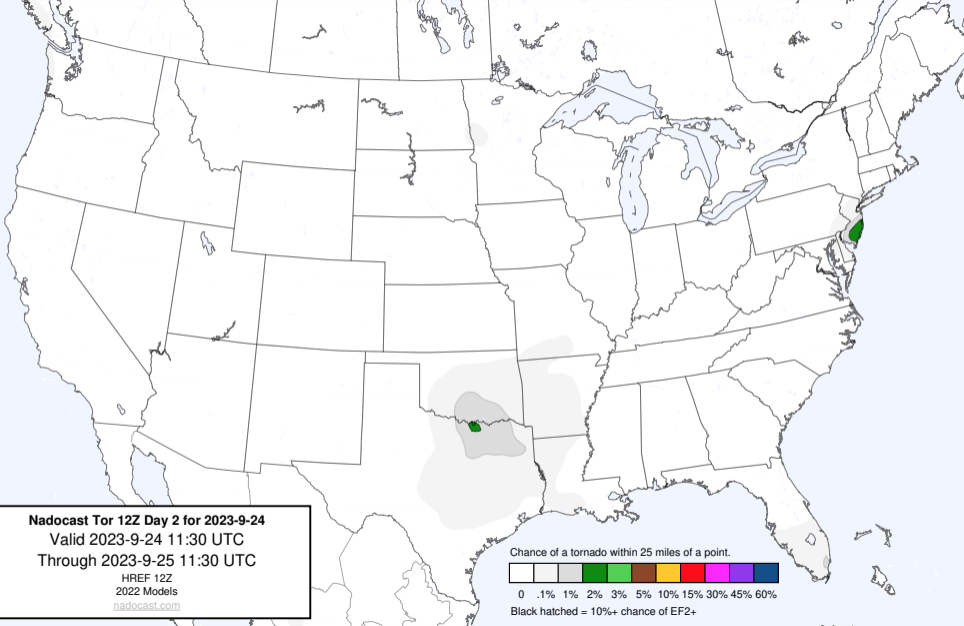 Nadocast Tor 12Z Day 2 for 2023-9-24
Valid 2023-9-24 11:30 UTC
Through 2023-9-25 11:30 UTC
HREF 12Z
2022 Models
nadocast.com
Chance of a tornado within 25 miles of a point.
0 .1% 1% 2% 3% 5% 10% 15% 30% 45% 60%
Black hatched = 10%+ chance of EF2+